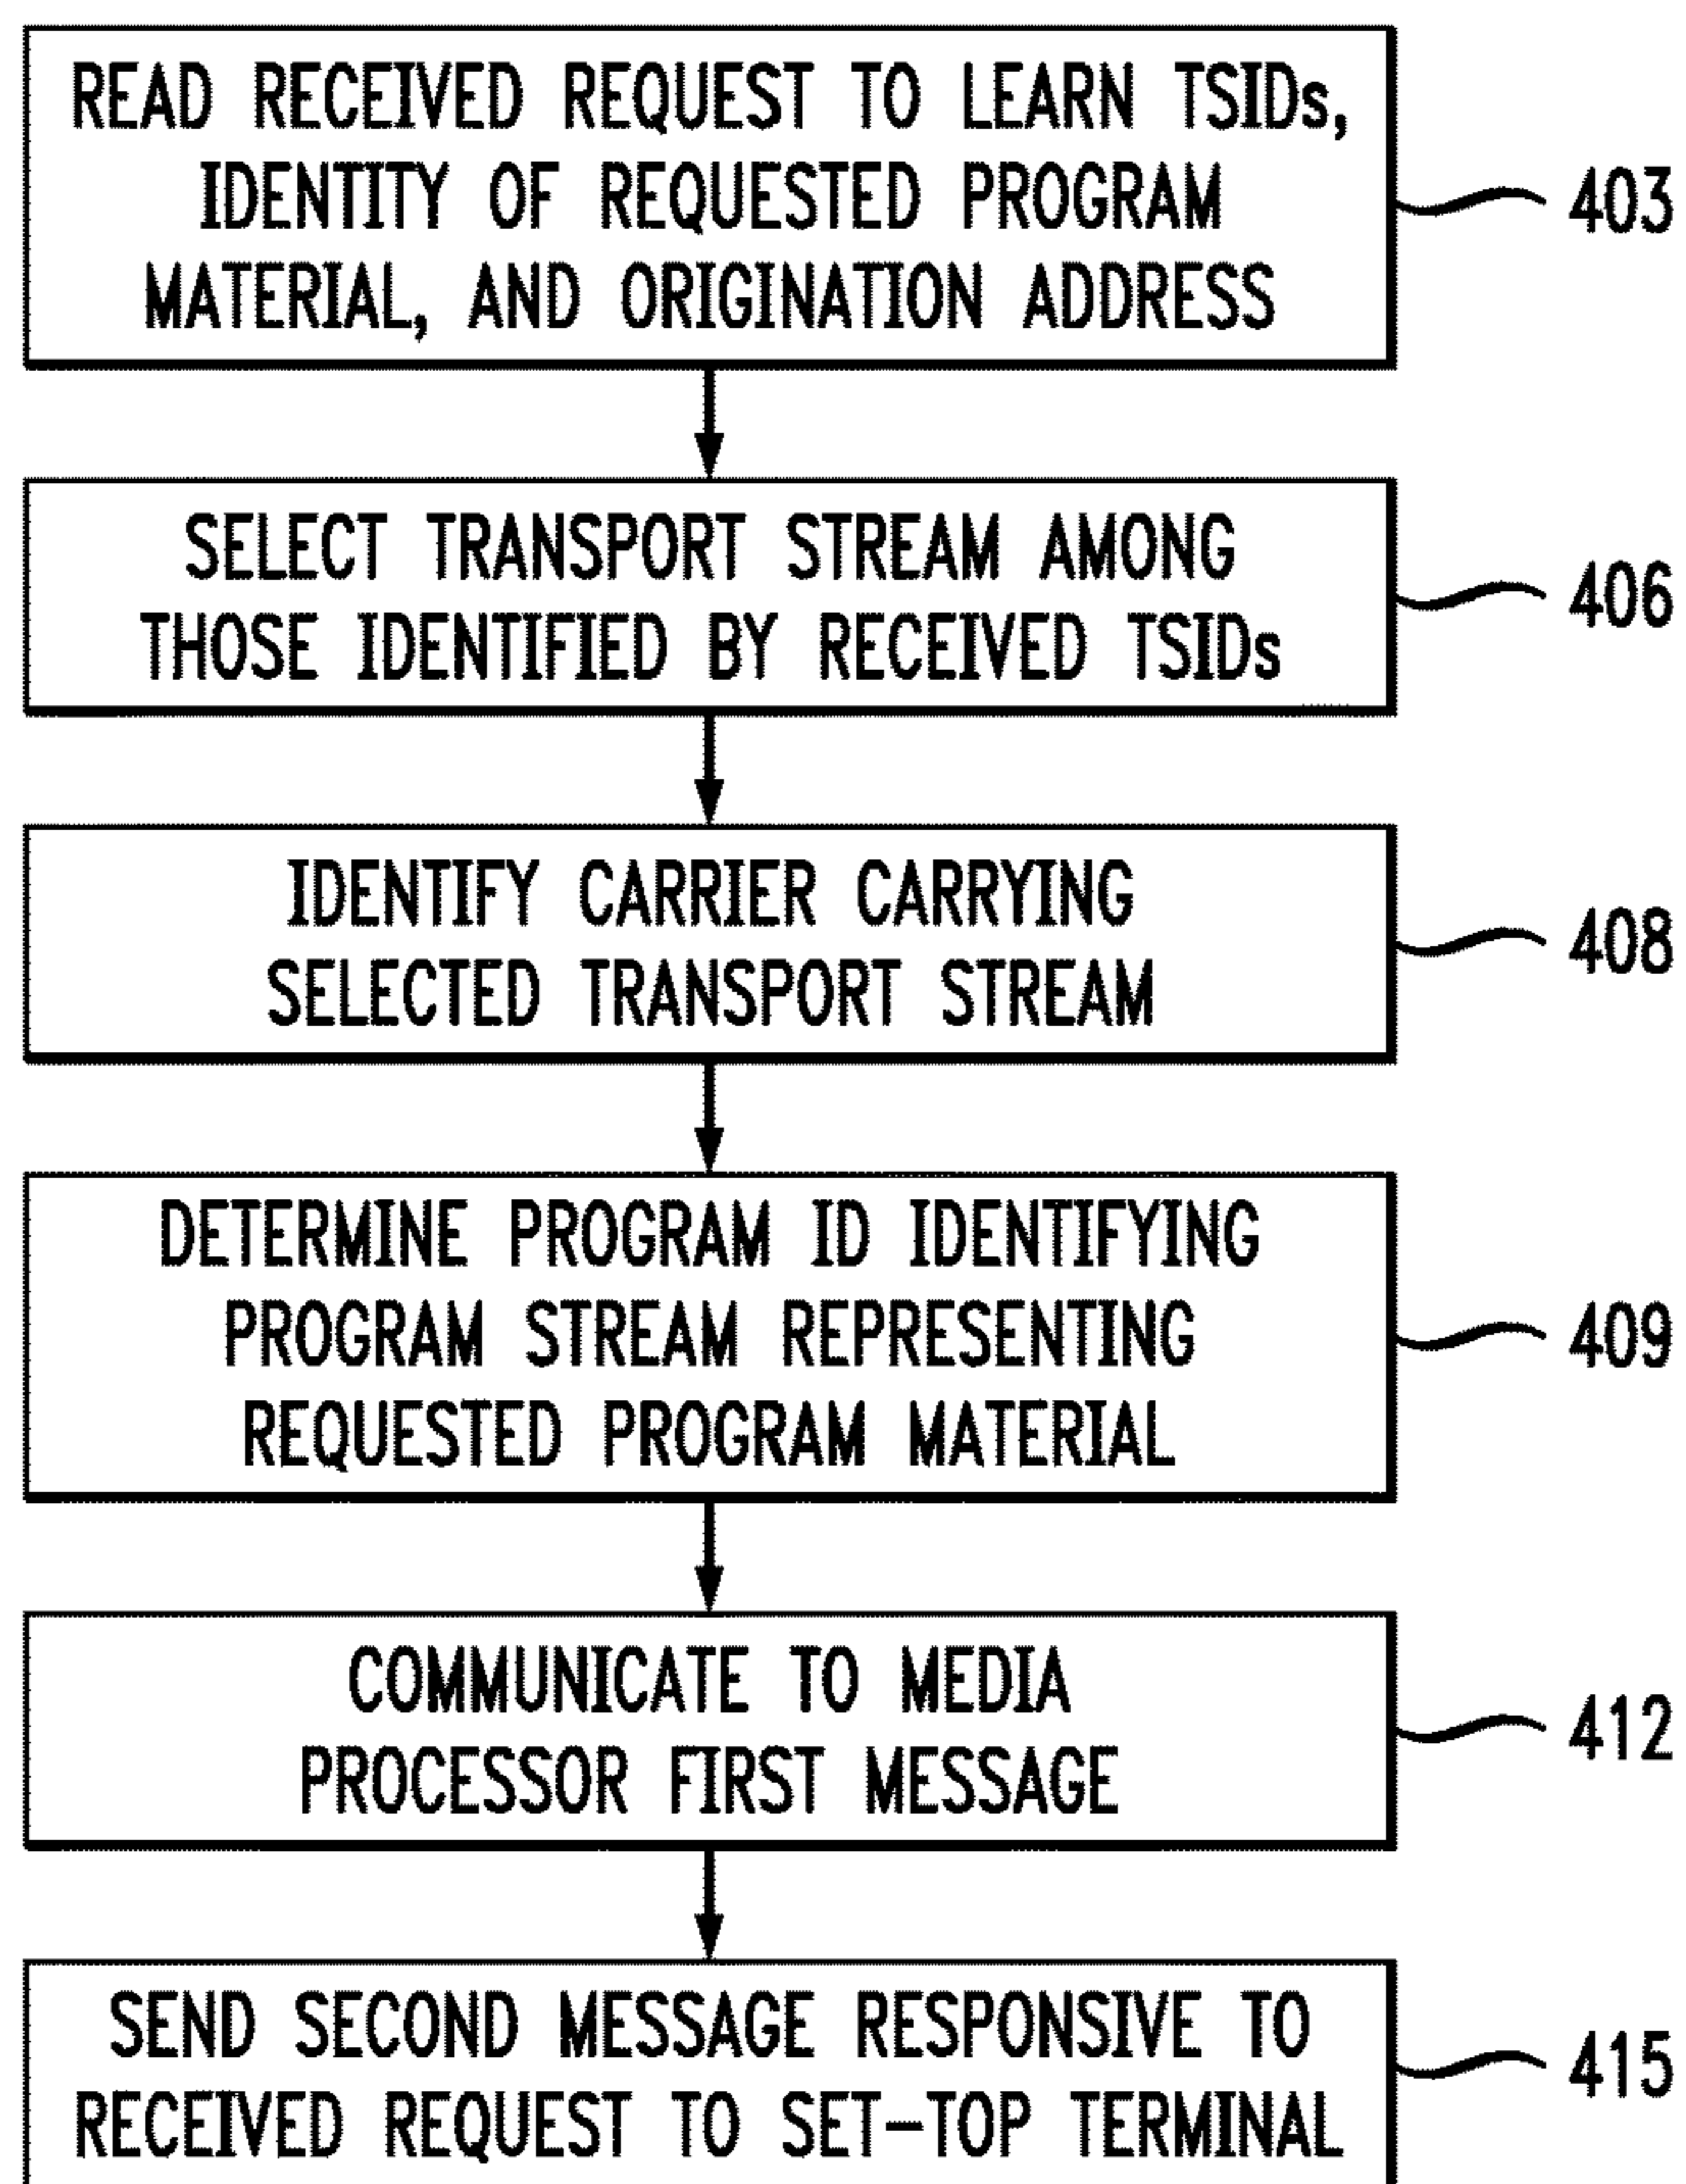 READ RECEIVED REQUEST TO LEARN TSIDs,
IDENTITY OF REQUESTED PROGRAM
MATERIAL, AND ORIGINATION ADDRESS
403
SELECT TRANSPORT STREAM AMONG
THOSE IDENTIFIED BY RECEIVED TSIDs
406
IDENTIFY CARRIER CARRYING
SELECTED TRANSPORT STREAM
408
DETERMINE PROGRAM ID IDENTIFYING
PROGRAM STREAM REPRESENTING
REQUESTED PROGRAM MATERIAL
409
COMMUNICATE TO MEDIA
PROCESSOR FIRST MESSAGE
412
SEND SECOND MESSAGE RESPONSIVE TO
RECEIVED REQUEST TO SET-TOP TERMINAL
415